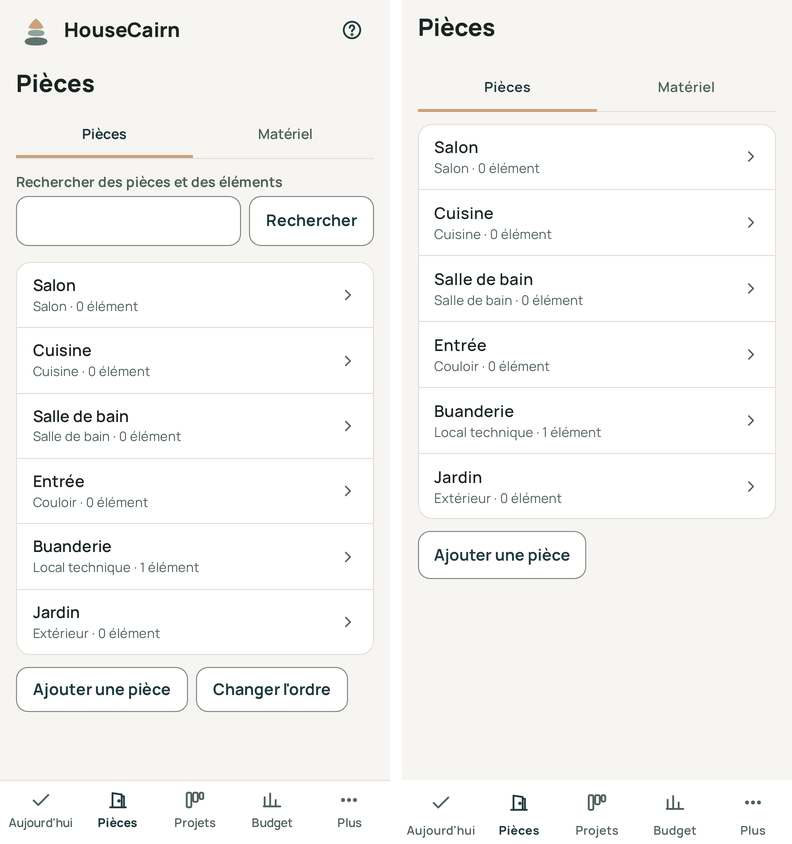 HouseCairn
Pièces
Pièces
Matériel
Rechercher des pièces et des éléments
Rechercher
Salon
Salon · 0 élément
Cuisine
Cuisine · 0 élément
Salle de bain
Salle de bain · 0 élément
Entrée
Couloir · 0 élément
Buanderie
Local technique · 1 élément
Jardin
Extérieur · 0 élément
Ajouter une pièce
Changer l'ordre
Aujourd'hui
Pièces
Projets
Budget
Plus
Pièces
Pièces
Matériel
Salon
Salon · 0 élément
Cuisine
Cuisine · 0 élément
Salle de bain
Salle de bain · 0 élément
Entrée
Couloir · 0 élément
Buanderie
Local technique · 1 élément
Jardin
Extérieur · 0 élément
Ajouter une pièce
Aujourd'hui
Pièces
Projets
Budget
Plus